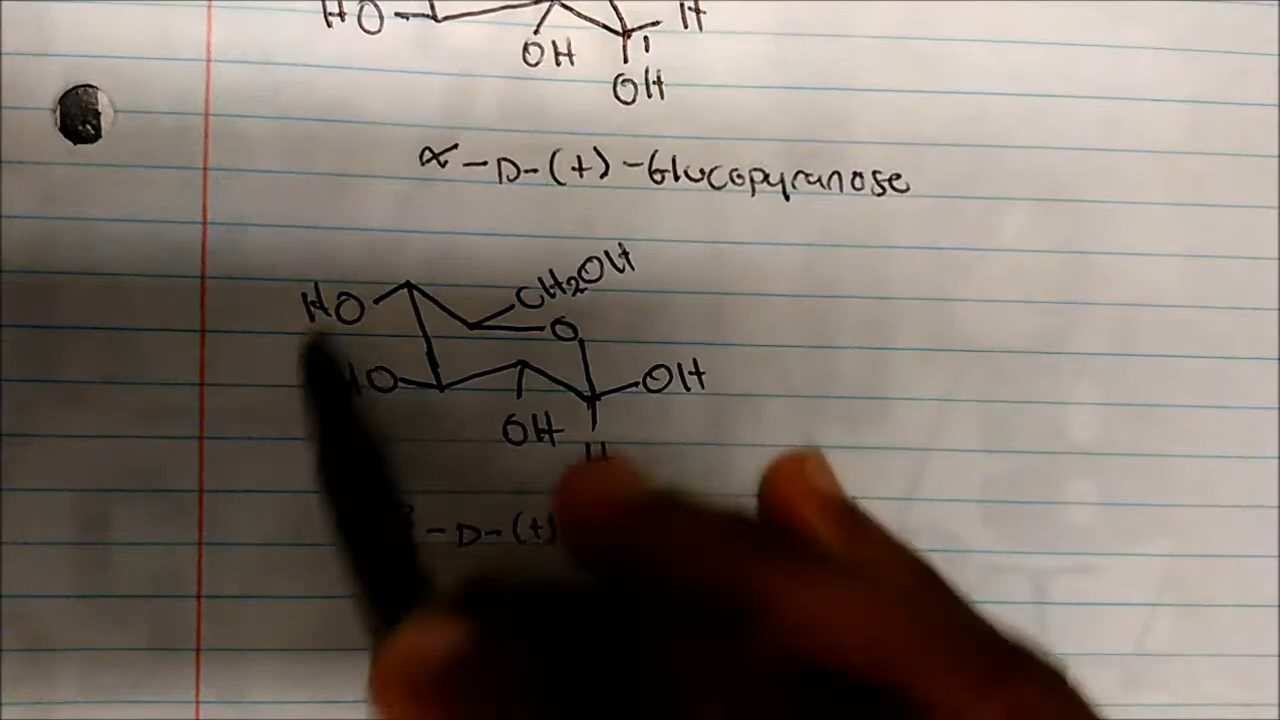 HO
H
OH
OH
α-D-(+)-Glucopyranose
CH2OH
HO
O
HO
OH
OH
H
-D-(+)